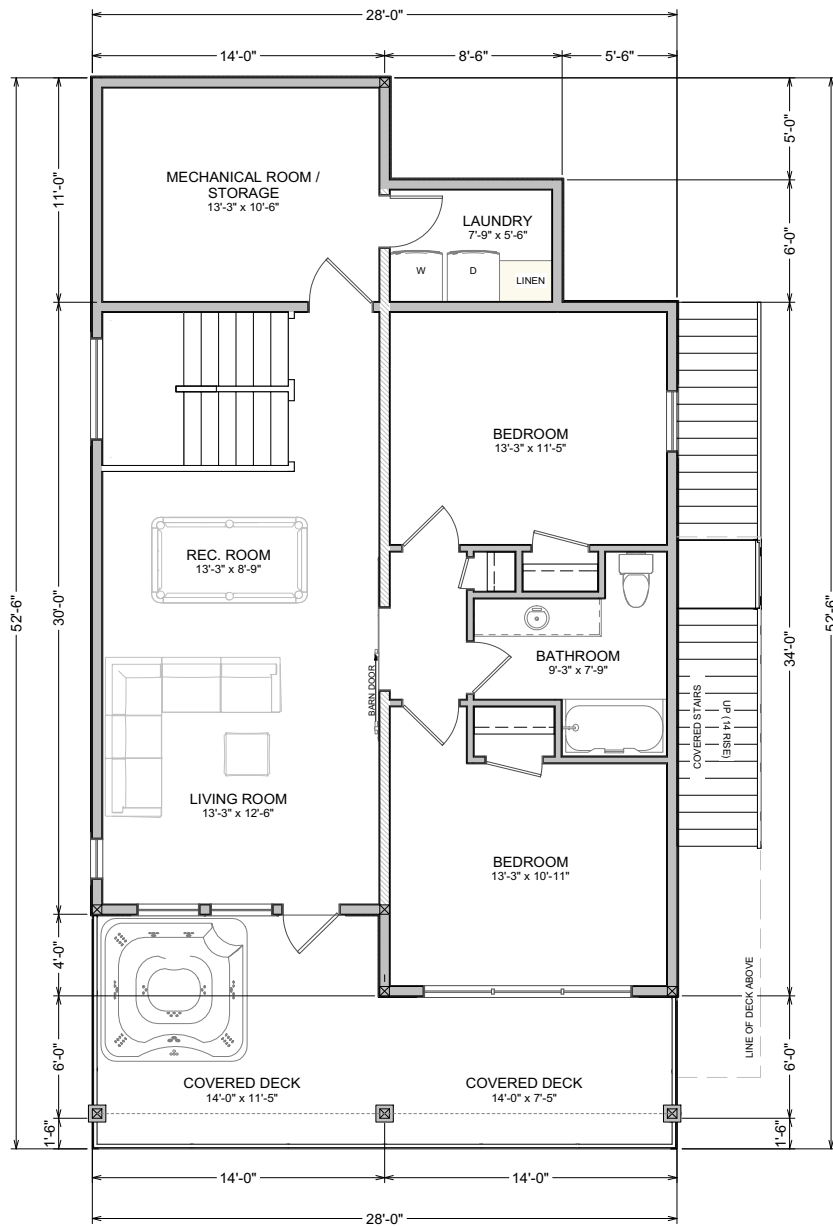 28'-0"
14'-0"
8'-6"
5'-6"
11'-0"
5'-0"
6'-0"
MECHANICAL ROOM /
STORAGE
13'-3" x 10'-6"
LAUNDRY
7'-9" x 5'-6"
W
D
LINEN
BEDROOM
13'-3" x 11'-5"
REC. ROOM
13'-3" x 8'-9"
52'-6"
30'-0"
34'-0"
52'-6"
BATHROOM
9'-3" x 7'-9"
BARN DOOR
COVERED STAIRS
UP (14 RISE)
LIVING ROOM
13'-3" x 12'-6"
BEDROOM
13'-3" x 10'-11"
4'-0"
LINE OF DECK ABOVE
6'-0"
6'-0"
COVERED DECK
14'-0" x 11'-5"
COVERED DECK
14'-0" x 7'-5"
1'-6"
1'-6"
14'-0"
14'-0"
28'-0"